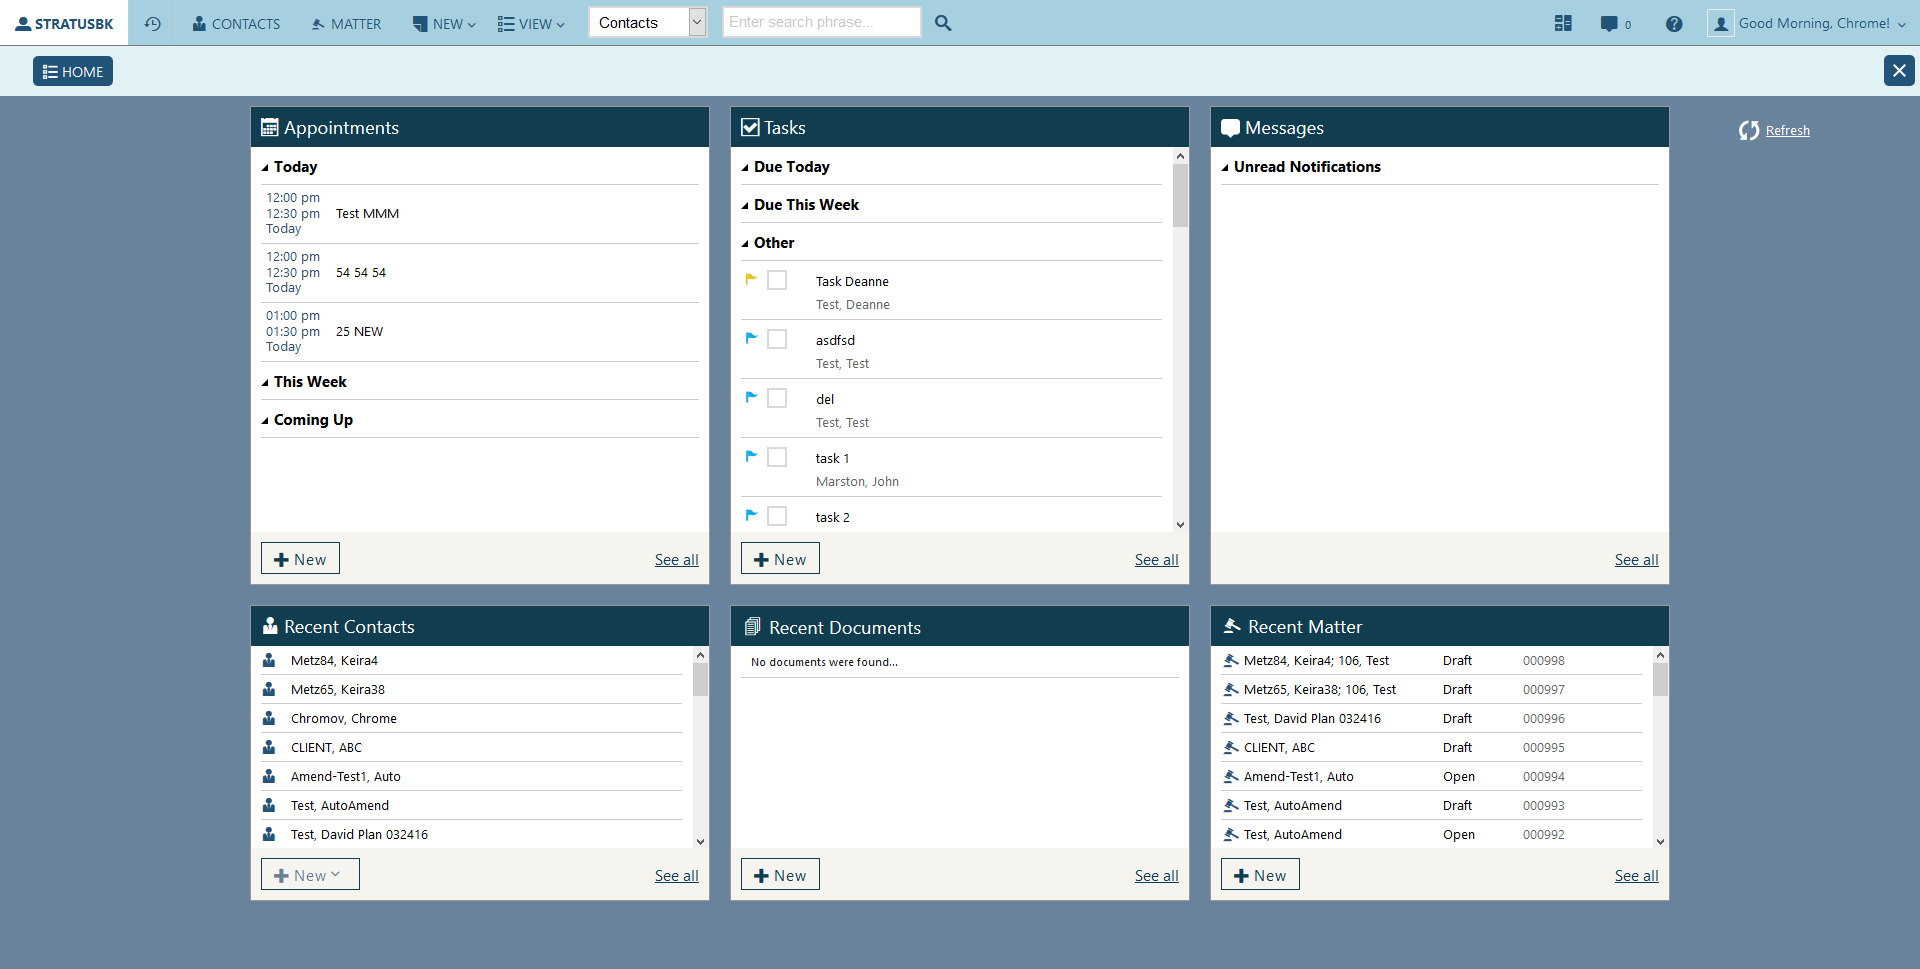 STRATUSBK
CONTACTS
MATTER
NEW
VIEW
Contacts
Enter search phrase...
0
Good Morning, Chrome!
HOME
Appointments
Today
12:00 pm
12:30 pm
Today
Test MMM
12:00 pm
12:30 pm
Today
54 54 54
01:00 pm
01:30 pm
Today
25 NEW
This Week
Coming Up
New
See all
Tasks
Due Today
Due This Week
Other
Task Deanne
Test, Deanne
asdfsd
Test, Test
del
Test, Test
task 1
Marston, John
task 2
New
See all
Messages
Unread Notifications
See all
Refresh
Recent Contacts
Metz84, Keira4
Metz65, Keira38
Chromov, Chrome
CLIENT, ABC
Amend-Test1, Auto
Test, AutoAmend
Test, David Plan 032416
New
See all
Recent Documents
No documents were found...
New
See all
Recent Matter
Metz84, Keira4; 106, Test Draft 000998
Metz65, Keira38; 106, Test Draft 000997
Test, David Plan 032416 Draft 000996
CLIENT, ABC Draft 000995
Amend-Test1, Auto Open 000994
Test, AutoAmend Draft 000993
Test, AutoAmend Open 000992
New
See all